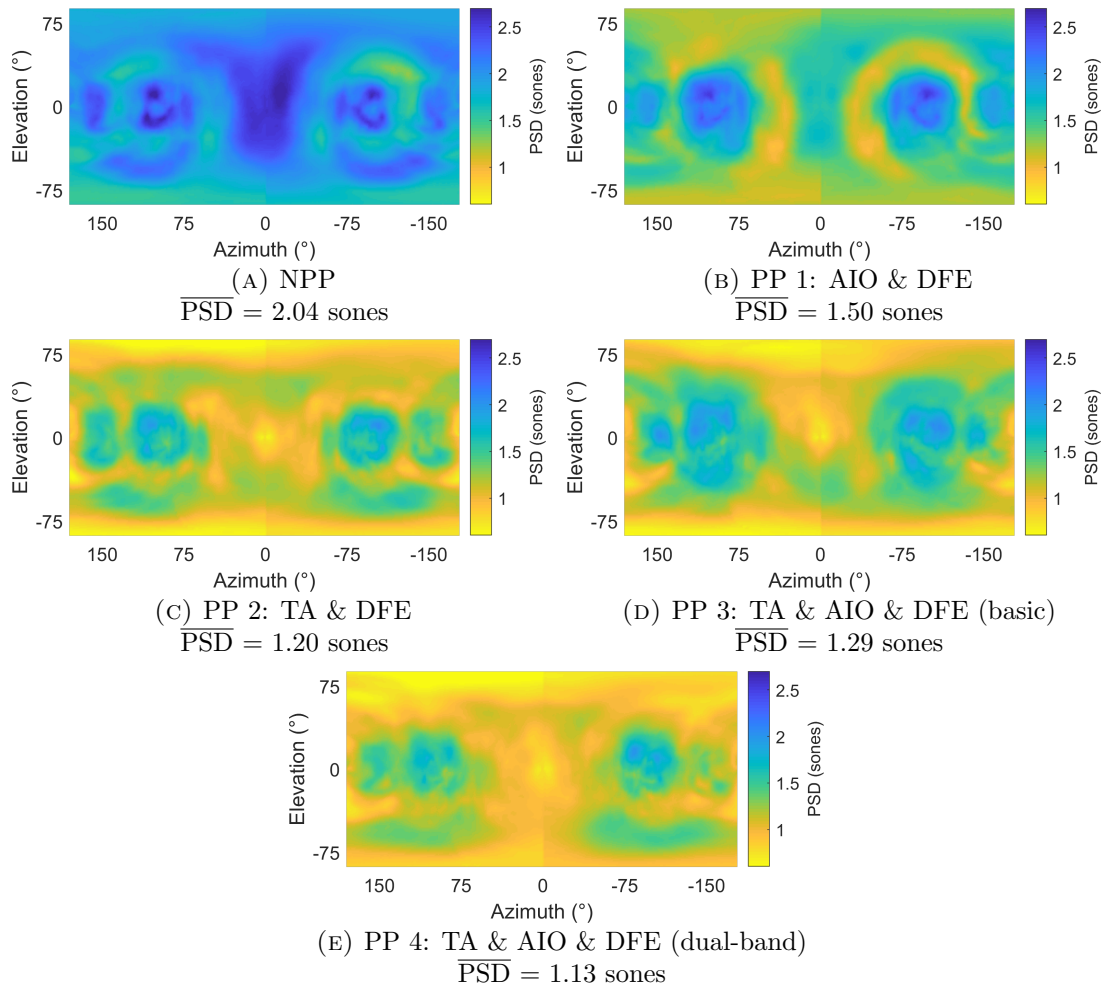 75
0
-75
Elevation (°)
150 75 0 -75 -150
Azimuth (°)
2.5
2
1.5
1
PSD (sones)
(A) NPP
PSD = 2.04 sones
75
0
-75
Elevation (°)
150 75 0 -75 -150
Azimuth (°)
2.5
2
1.5
1
PSD (sones)
(B) PP 1: AIO & DFE
PSD = 1.50 sones
75
0
-75
Elevation (°)
150 75 0 -75 -150
Azimuth (°)
2.5
2
1.5
1
PSD (sones)
(C) PP 2: TA & DFE
PSD = 1.20 sones
75
0
-75
Elevation (°)
150 75 0 -75 -150
Azimuth (°)
2.5
2
1.5
1
PSD (sones)
(D) PP 3: TA & AIO & DFE (basic)
PSD = 1.29 sones
75
0
-75
Elevation (°)
150 75 0 -75 -150
Azimuth (°)
2.5
2
1.5
1
PSD (sones)
(E) PP 4: TA & AIO & DFE (dual-band)
PSD = 1.13 sones